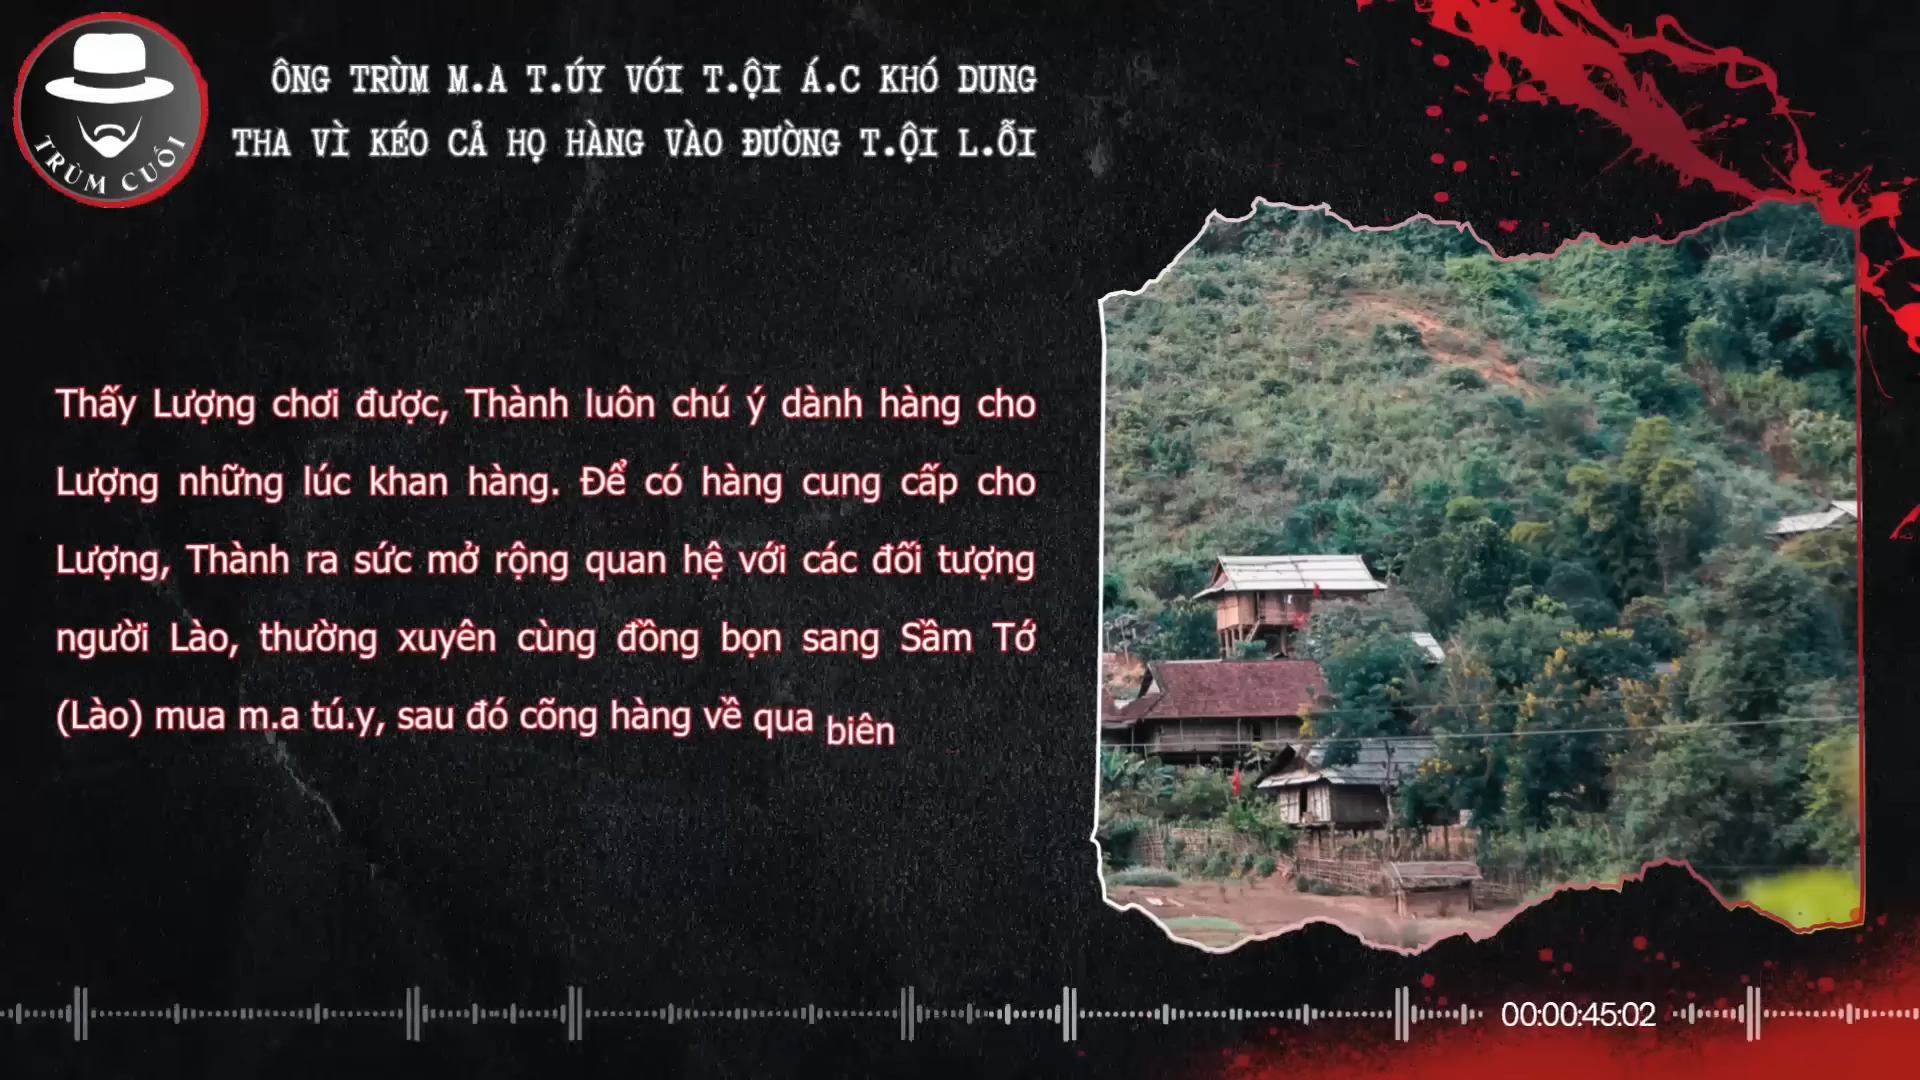 TRÙM CUỐI
ÔNG TRÙM M.A T.ÚY VỚI T.ỘI Á.C KHÓ DUNG
THA VÌ KÉO CẢ HỌ HÀNG VÀO ĐƯỜNG T.ỘI L.ỖI
Thấy Lượng chơi được, Thành luôn chú ý dành hàng cho
Lượng những lúc khan hàng. Để có hàng cung cấp cho
Lượng, Thành ra sức mở rộng quan hệ với các đối tượng
người Lào, thường xuyên cùng đồng bọn sang Sầm Tớ
(Lào) mua m.a tú.y, sau đó cõng hàng về qua biên
00:00:45:02